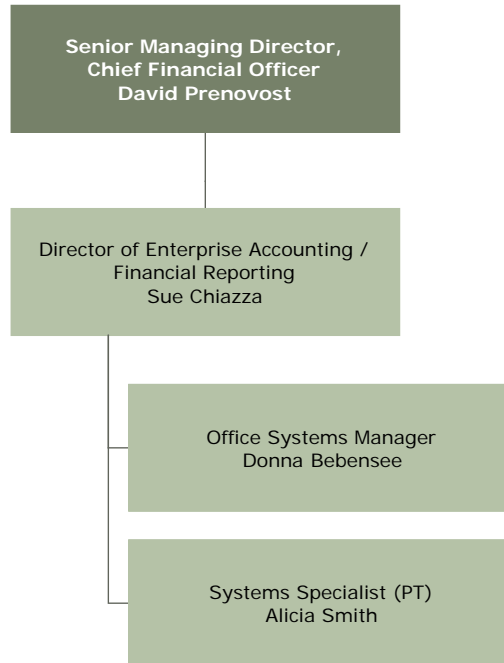 Senior Managing Director,
Chief Financial Officer
David Prenovost
Director of Enterprise Accounting /
Financial Reporting
Sue Chiazza
Office Systems Manager
Donna Bebensee
Systems Specialist (PT)
Alicia Smith